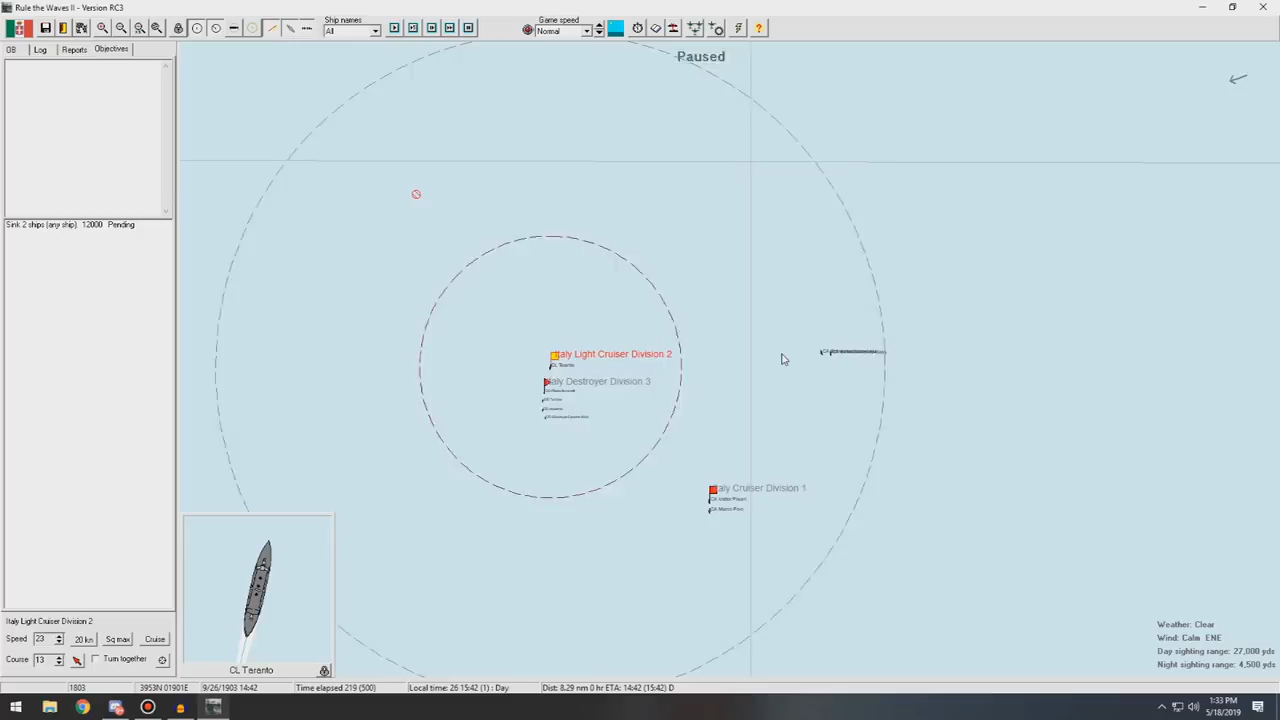 Rule the Waves II - Version RC3
Ship names
All
Game speed
Normal
OB Log Reports Objectives
Paused
Sink 2 ships (any ship) 12000 Pending
Italy Light Cruiser Division 2
CL Taranto
Italy Destroyer Division 3
Italy Cruiser Division 1
CA Marco Polo
CL Taranto
Italy Light Cruiser Division 2
Speed 23 20 kn Sq max Cruise
Course 13 Turn together
Weather: Clear
Wind: Calm ENE
Day sighting range: 27,000 yds
Night sighting range: 4,500 yds
1803 3953N 01901E 9/26/1903 14:42 Time elapsed 219 (500) Local time: 26 15:42 (1) : Day Dist: 8.29 nm 0 hr ETA: 14:42 (15:42) D
1:33 PM
5/18/2019